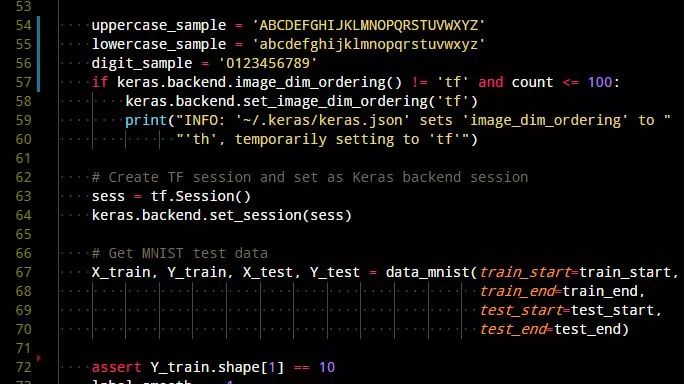 53
54 uppercase_sample = 'ABCDEFGHIJKLMNOPQRSTUVWXYZ'
55 lowercase_sample = 'abcdefghijklmnopqrstuvwxyz'
56 digit_sample = '0123456789'
57 if keras.backend.image_dim_ordering() != 'tf' and count <= 100:
58 keras.backend.set_image_dim_ordering('tf')
59 print("INFO: '~/.keras/keras.json' sets 'image_dim_ordering' to "
60 "'th', temporarily setting to 'tf'")
61
62 # Create TF session and set as Keras backend session
63 sess = tf.Session()
64 keras.backend.set_session(sess)
65
66 # Get MNIST test data
67 X_train, Y_train, X_test, Y_test = data_mnist(train_start=train_start,
68 train_end=train_end,
69 test_start=test_start,
70 test_end=test_end)
71
72 assert Y_train.shape[1] == 10